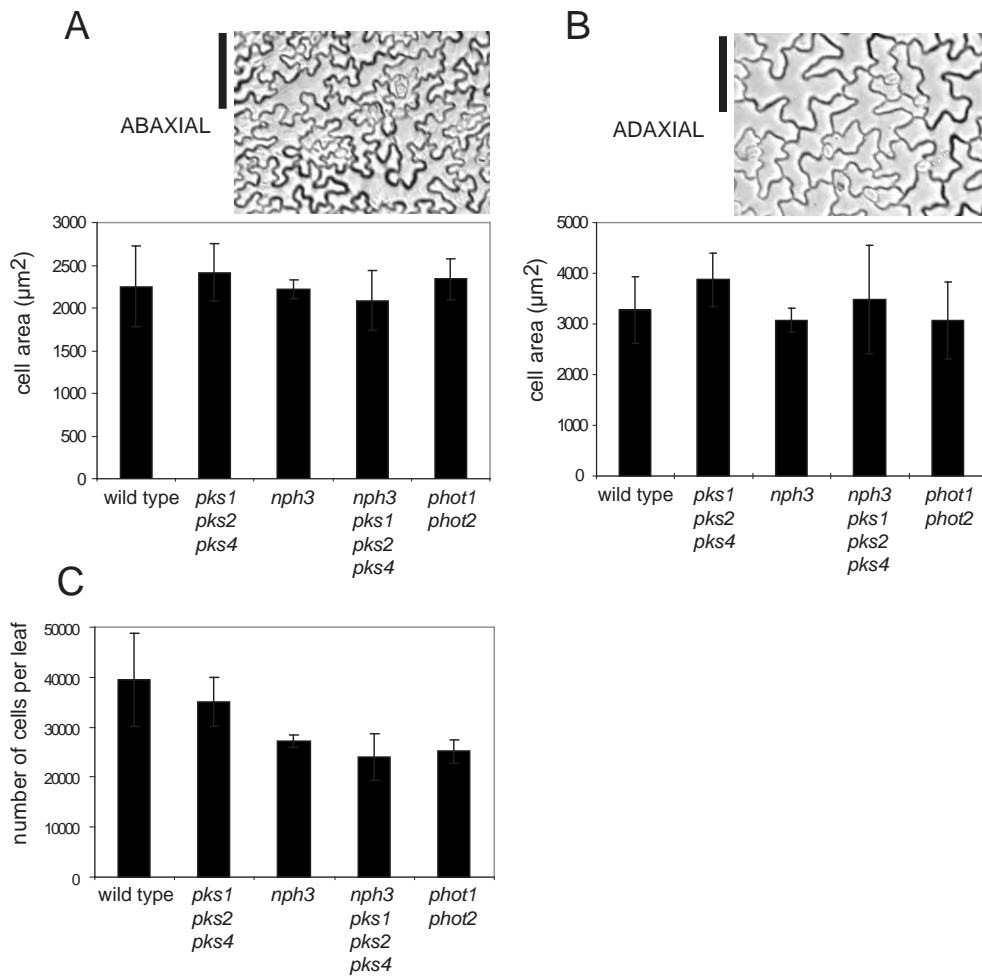 A
ABAXIAL
cell area (µm2)
3000
2500
2000
1500
1000
500
0
wild type
pks1
pks2
pks4
nph3
nph3
pks1
pks2
pks4
phot1
phot2
B
ADAXIAL
cell area (µm2)
5000
4000
3000
2000
1000
0
wild type
pks1
pks2
pks4
nph3
nph3
pks1
pks2
pks4
phot1
phot2
C
number of cells per leaf
50000
40000
30000
20000
10000
0
wild type
pks1
pks2
pks4
nph3
nph3
pks1
pks2
pks4
phot1
phot2